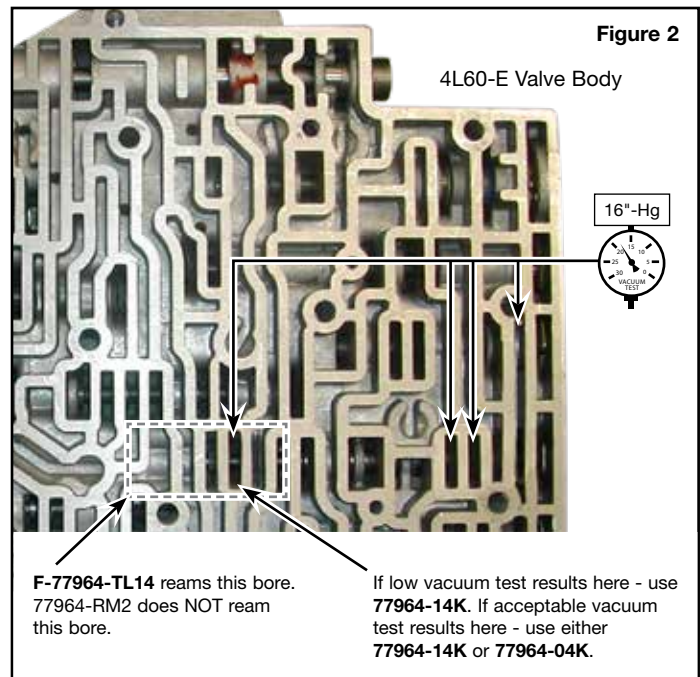 Figure 2
4L60-E Valve Body
16"-Hg
15
20
10
25
5
30
0
VACUUM
TEST
F-77964-TL14 reams this bore.
77964-RM2 does NOT ream
this bore.
If low vacuum test results here - use
77964-14K. If acceptable vacuum
test results here - use either
77964-14K or 77964-04K.